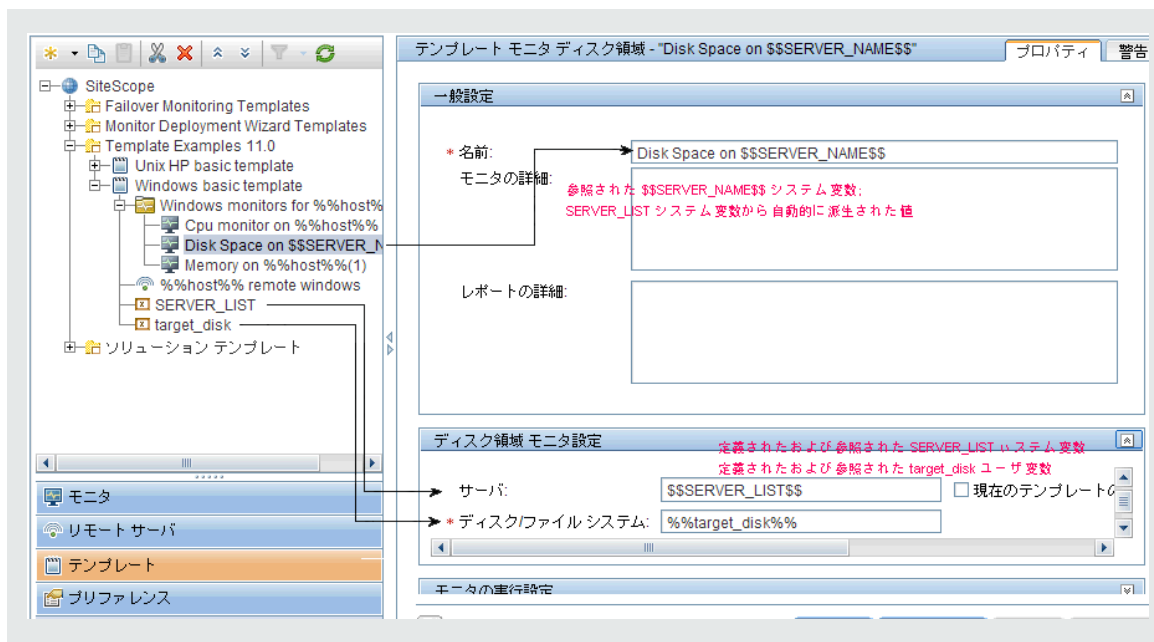 テンプレート モニタ ディスク領域 - "Disk Space on $$SERVER_NAME$$"
プロパティ
警告
SiteScope
Failover Monitoring Templates
Monitor Deployment Wizard Templates
Template Examples 11.0
Unix HP basic template
Windows basic template
Windows monitors for %%host%
Cpu monitor on %%host%%
Disk Space on $$SERVER_N
Memory on %%host%%(1)
%%host%% remote windows
SERVER_LIST
target_disk
ソリューション テンプレート
モニタ
リモート サーバ
テンプレート
プリファレンス
一般設定
* 名前:
Disk Space on $$SERVER_NAME$$
モニタの詳細:
参照された $$SERVER_NAME$$ システム変数;
SERVER_LIST システム変数から自動的に派生された値
レポートの詳細:
ディスク領域 モニタ設定
定義されたおよび参照された SERVER_LIST ステム変数
定義されたおよび参照された target_disk ユーザ変数
サーバ:
$$SERVER_LIST$$
現在のテンプレートの
* ディスク/ファイル システム:
%%target_disk%%
モニタの実行設定